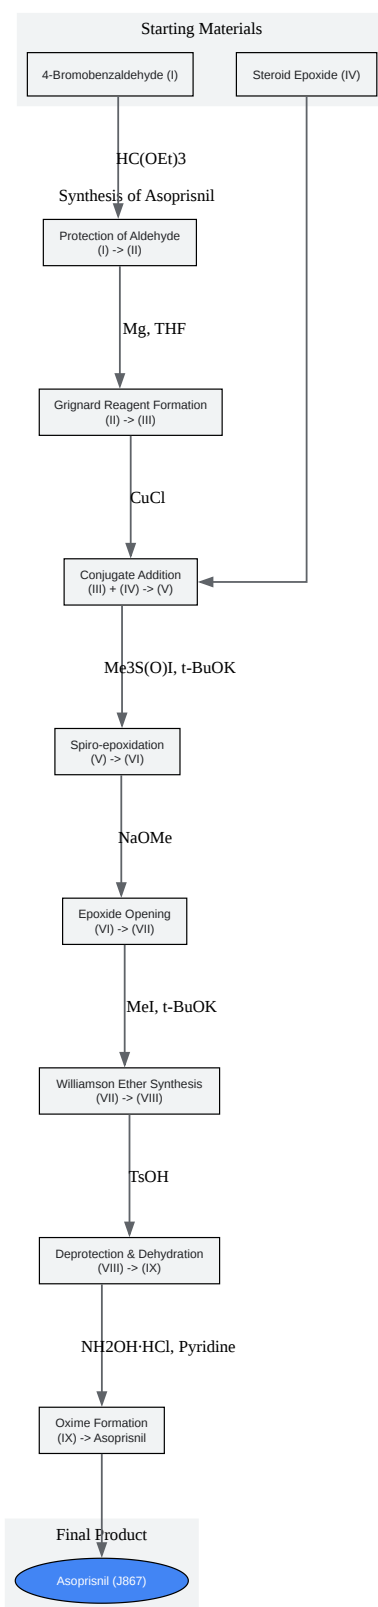 Starting Materials
4-Bromobenzaldehyde (I)
Steroid Epoxide (IV)
HC(OEt)3
Synthesis of Asoprisnil
Protection of Aldehyde
(I) -> (II)
Mg, THF
Grignard Reagent Formation
(II) -> (III)
CuCl
Conjugate Addition
(III) + (IV) -> (V)
Me3S(O)I, t-BuOK
Spiro-epoxidation
(V) -> (VI)
NaOMe
Epoxide Opening
(VI) -> (VII)
MeI, t-BuOK
Williamson Ether Synthesis
(VII) -> (VIII)
TsOH
Deprotection & Dehydration
(VIII) -> (IX)
NH2OH·HCl, Pyridine
Oxime Formation
(IX) -> Asoprisnil
Final Product
Asoprisnil (J867)